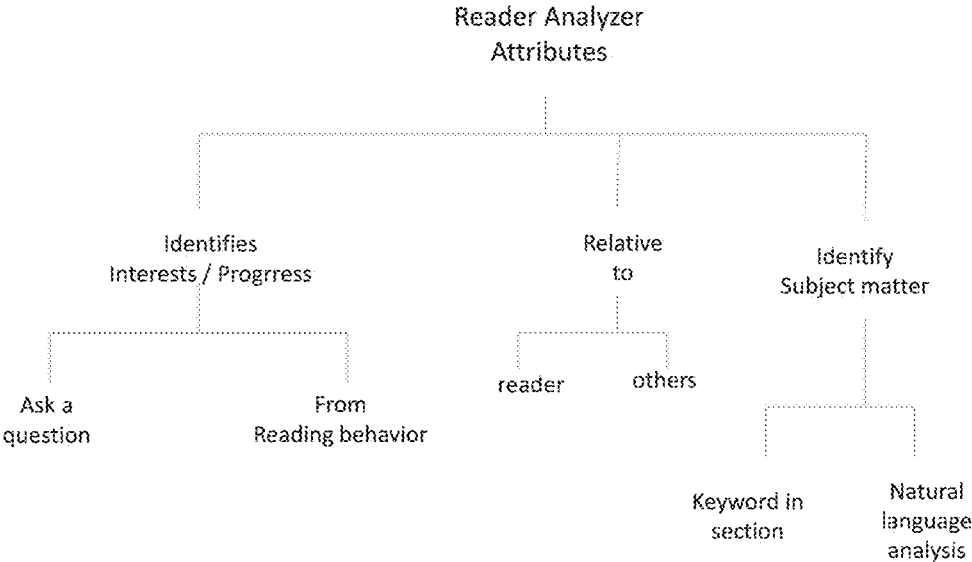 Reader Analyzer
Attributes
Identifies
Interests / Progrress
Relative
to
Identify
Subject matter
Ask a
question
From
Reading behavior
reader
others
Keyword in
section
Natural
language
analysis